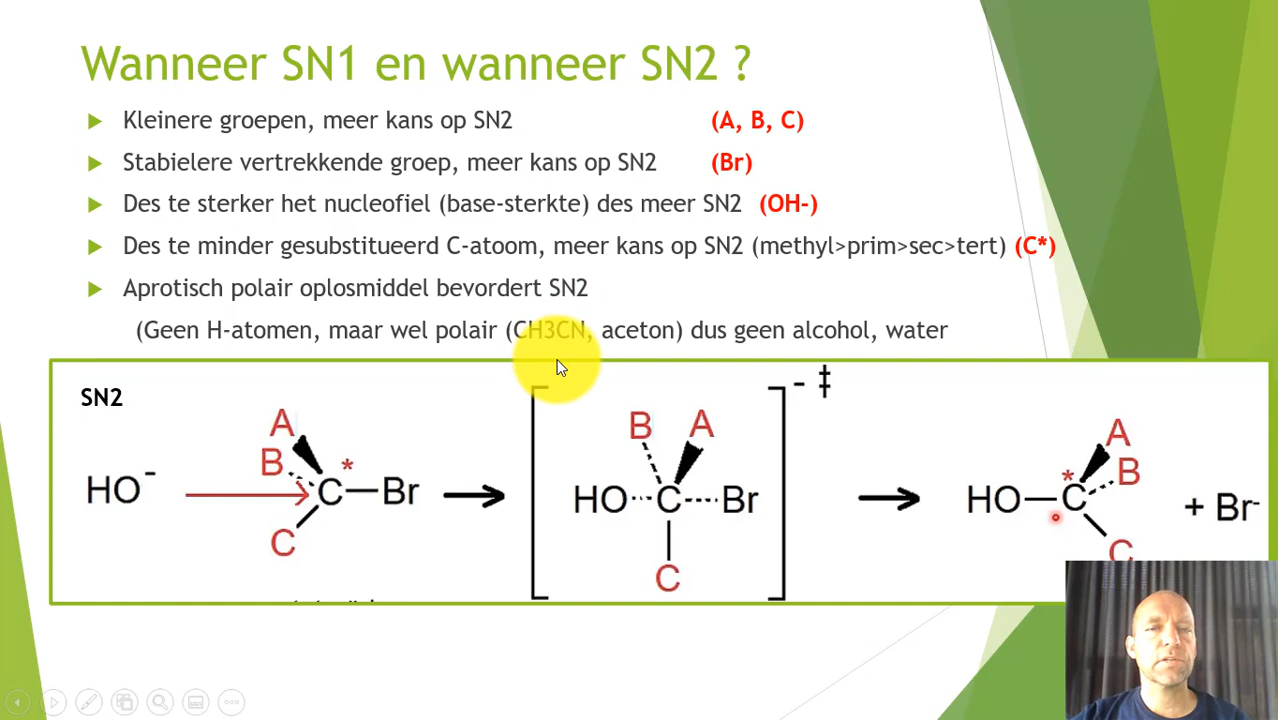 Wanneer SN1 en wanneer SN2 ?
Kleinere groepen, meer kans op SN2 (A, B, C)
Stabielere vertrekkende groep, meer kans op SN2 (Br)
Des te sterker het nucleofiel (base-sterkte) des meer SN2 (OH-)
Des te minder gesubstitueerd C-atoom, meer kans op SN2 (methyl>prim>sec>tert) (C*)
Aprotisch polair oplosmiddel bevordert SN2
(Geen H-atomen, maar wel polair (CH3CN, aceton) dus geen alcohol, water
SN2
A
B
*
HO-
C
Br
C
B
A
HO
C
Br
C
- ‡
A
B
*
HO
C
C
+ Br-